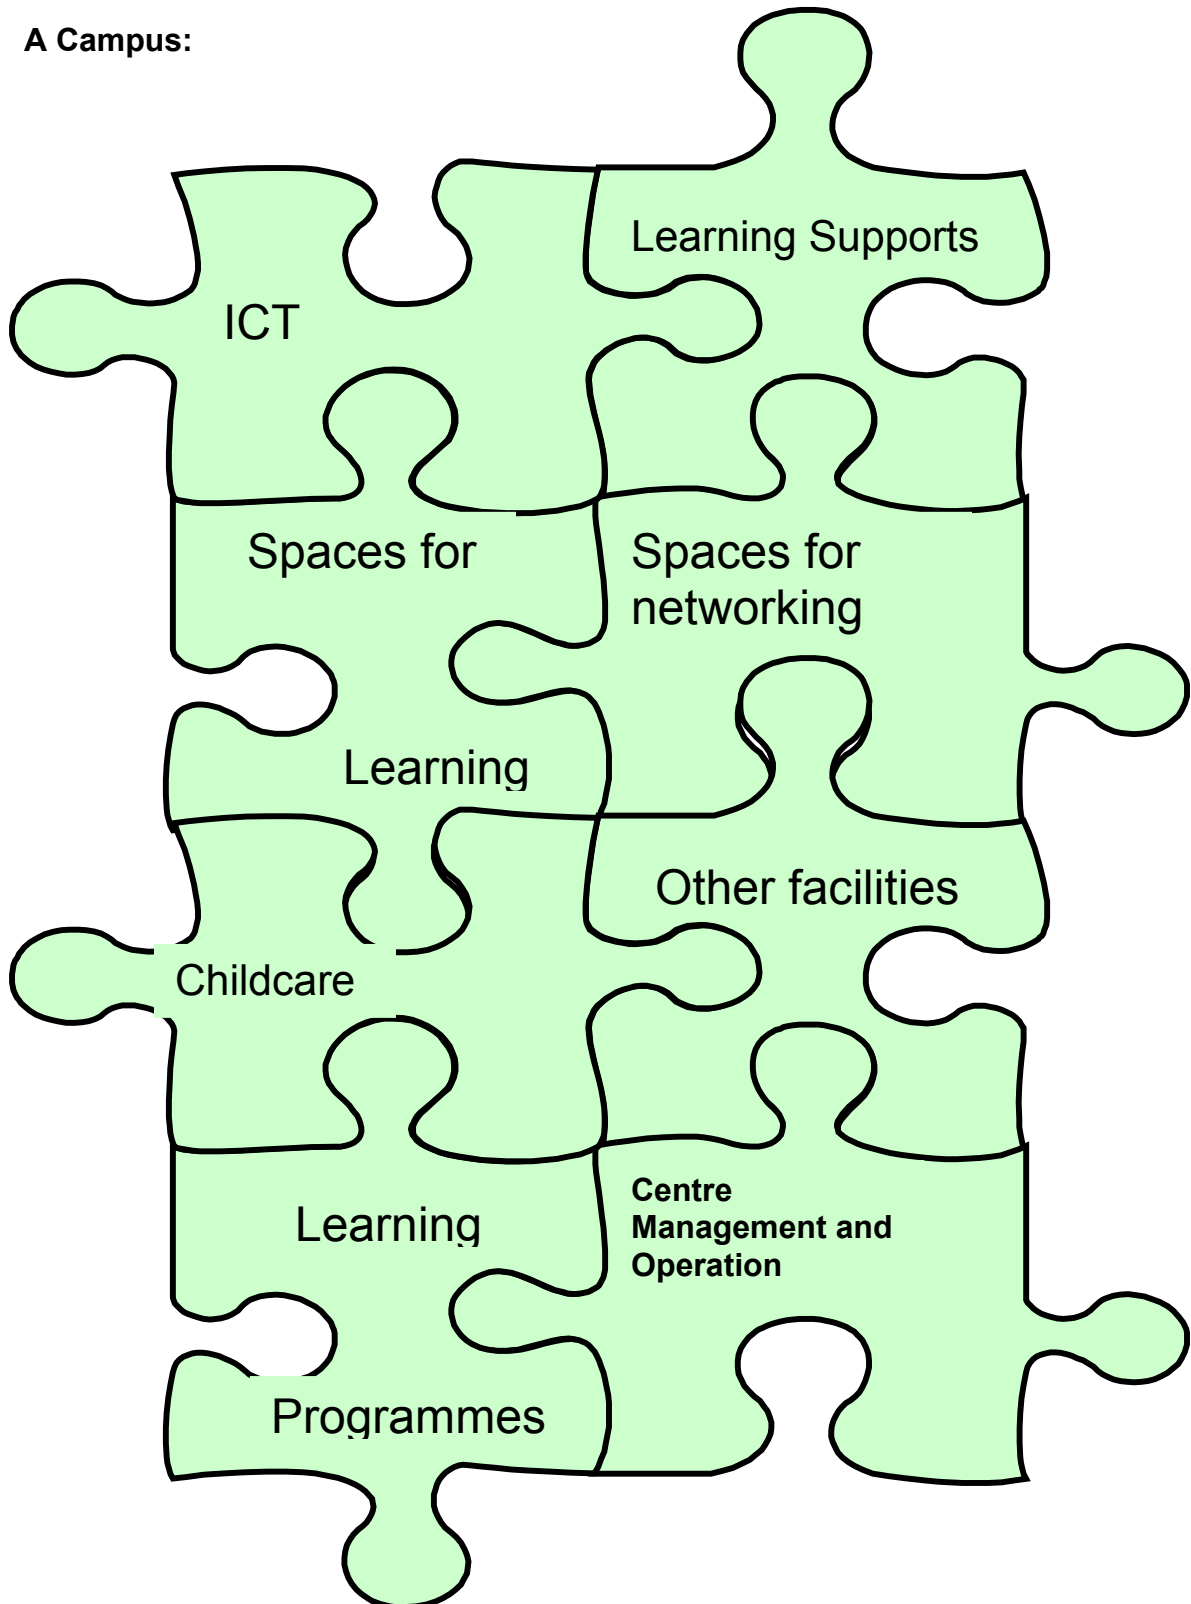 A Campus:
ICT
Learning Supports
Spaces for
Learning
Spaces for
networking
Childcare
Other facilities
Learning
Programmes
Centre
Management and
Operation